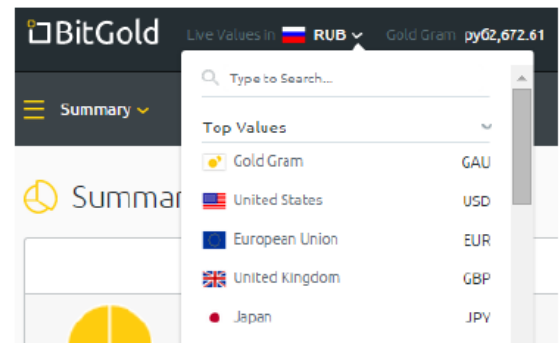 BitGold Live Values In RUB Gold Gram руб2,672.61
Type to Search...
Summary
Top Values
Gold Gram GAU
Summar
United States USD
European Union EUR
United Kingdom GBP
Japan JPY